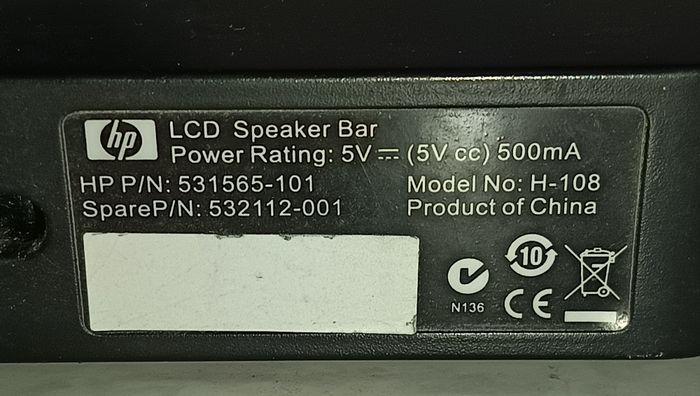 hp LCD Speaker Bar
Power Rating: 5V ⎓ (5V cc) 500mA
HP P/N: 531565-101 Model No: H-108
SpareP/N: 532112-001 Product of China
10
N136 CE